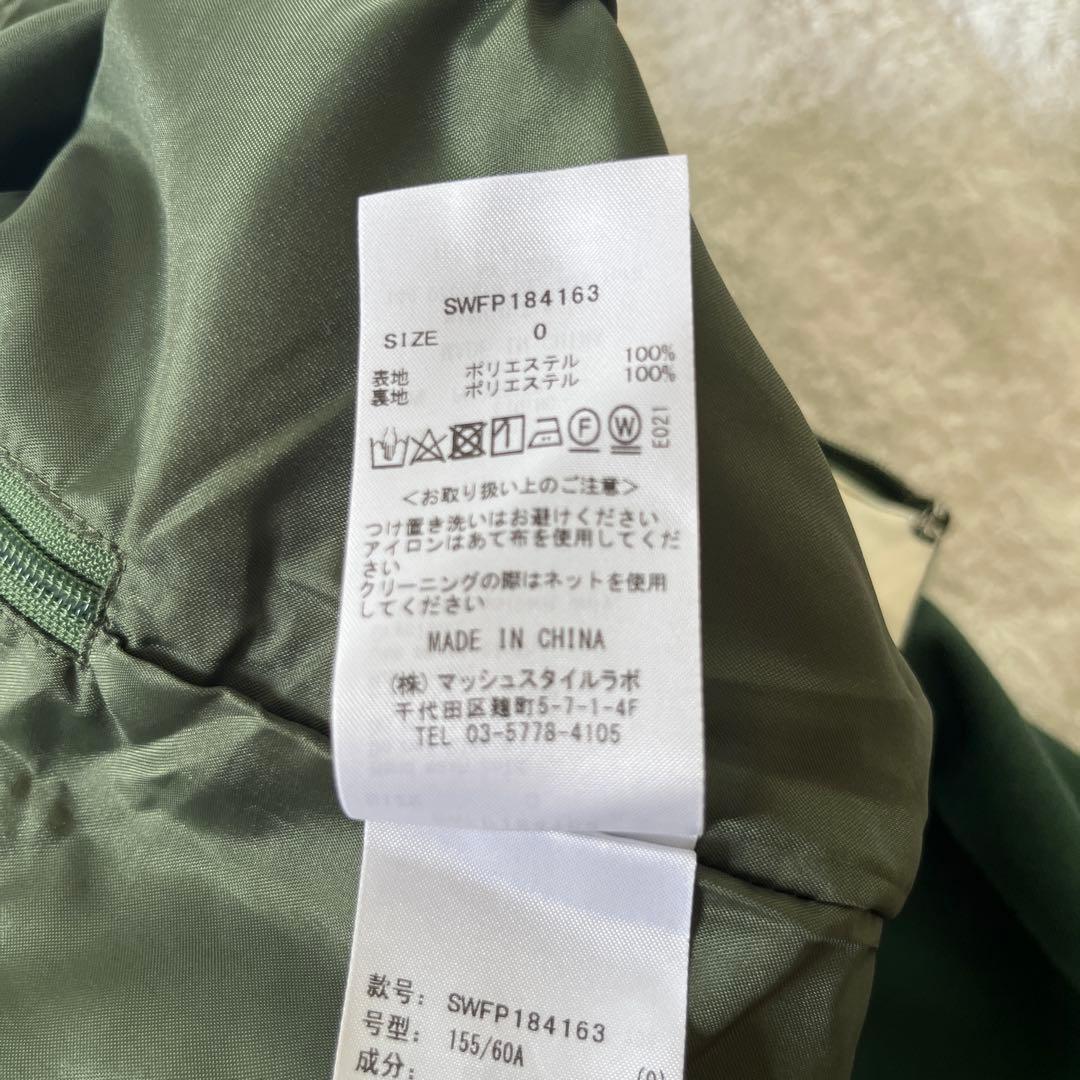 SWFP184163
SIZE 0
表地 ポリエステル 100%
裏地 ポリエステル 100%
F W E021
<お取り扱い上のご注意>
つけ置き洗いはお避けください
アイロンはあて布を使用してくだ
さい
クリーニングの際はネットを使用
してください
MADE IN CHINA
(株)マッシュスタイルラボ
千代田区麹町5-7-1-4F
TEL 03-5778-4105
款号: SWFP184163
号型: 155/60A
成分: